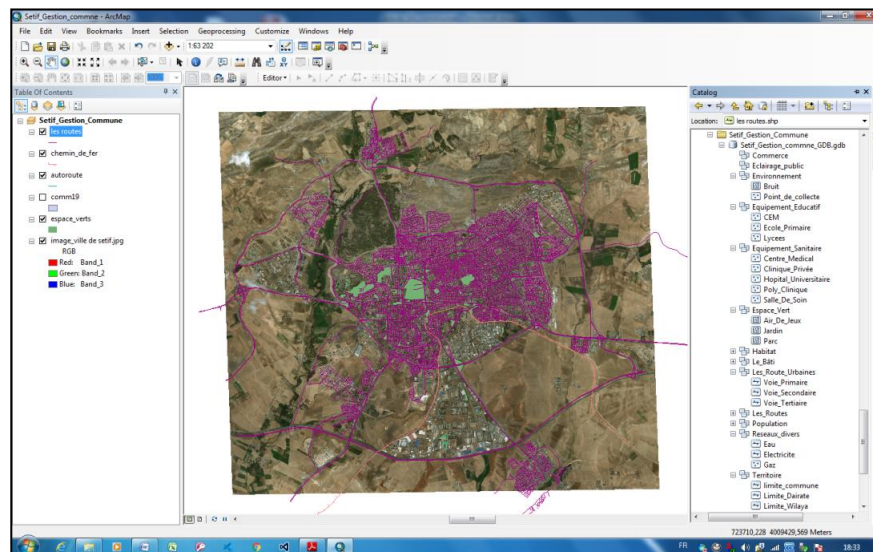 Setif_Gestion_commne - ArcMap
File Edit View Bookmarks Insert Selection Geoprocessing Customize Windows Help
1:63 202
Editor
Table Of Contents
Setif_Gestion_Commune
les routes
chemin_de_fer
autoroute
comm19
espace_verts
image_ville de setif.jpg
RGB
Red: Band_1
Green: Band_2
Blue: Band_3
Catalog
Location: les routes.shp
Setif_Gestion_Commune
Setif_Gestion_commne_GDB.gdb
Commerce
Eclairage_public
Environnement
Bruit
Point_de_collecte
Equipement_Educatif
CEM
Ecole_Primaire
Lycees
Equipement_Sanitaire
Centre_Medical
Clinique_Privée
Hopital_Universitaire
Poly_Clinique
Salle_De_Soin
Espace_Vert
Air_De_Jeux
Jardin
Parc
Habitat
Le_Bâti
Les_Route_Urbaines
Voie_Primaire
Voie_Secondaire
Voie_Tertiaire
Les_Routes
Population
Reseaux_divers
Eau
Electricite
Gaz
Territoire
limite_commune
Limite_Dairate
Limite_Wilaya
723710,228 4009429,569 Meters
FR
18:33